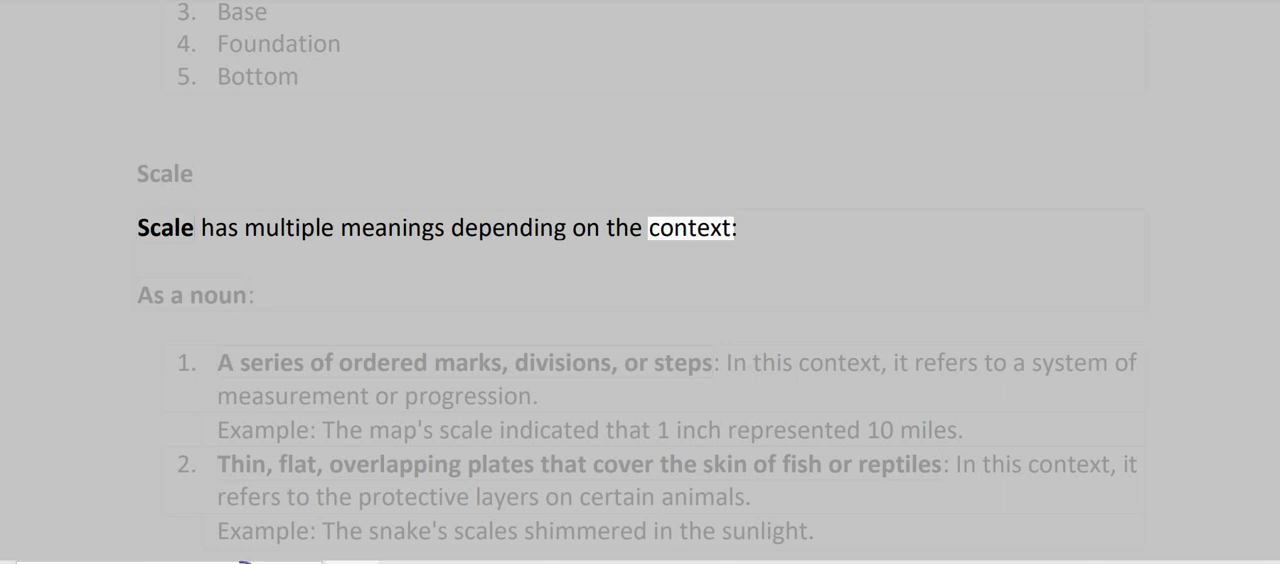 3. Base
4. Foundation
5. Bottom
Scale
Scale has multiple meanings depending on the context:
As a noun:
1. A series of ordered marks, divisions, or steps: In this context, it refers to a system of
measurement or progression.
Example: The map's scale indicated that 1 inch represented 10 miles.
2. Thin, flat, overlapping plates that cover the skin of fish or reptiles: In this context, it
refers to the protective layers on certain animals.
Example: The snake's scales shimmered in the sunlight.